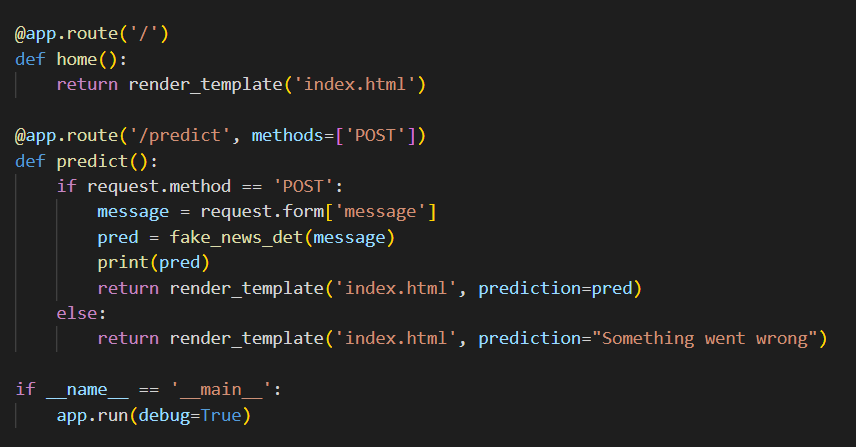 @app.route('/')
def home():
    return render_template('index.html')

@app.route('/predict', methods=['POST'])
def predict():
    if request.method == 'POST':
        message = request.form['message']
        pred = fake_news_det(message)
        print(pred)
        return render_template('index.html', prediction=pred)
    else:
        return render_template('index.html', prediction="Something went wrong")

if __name__ == '__main__':
    app.run(debug=True)